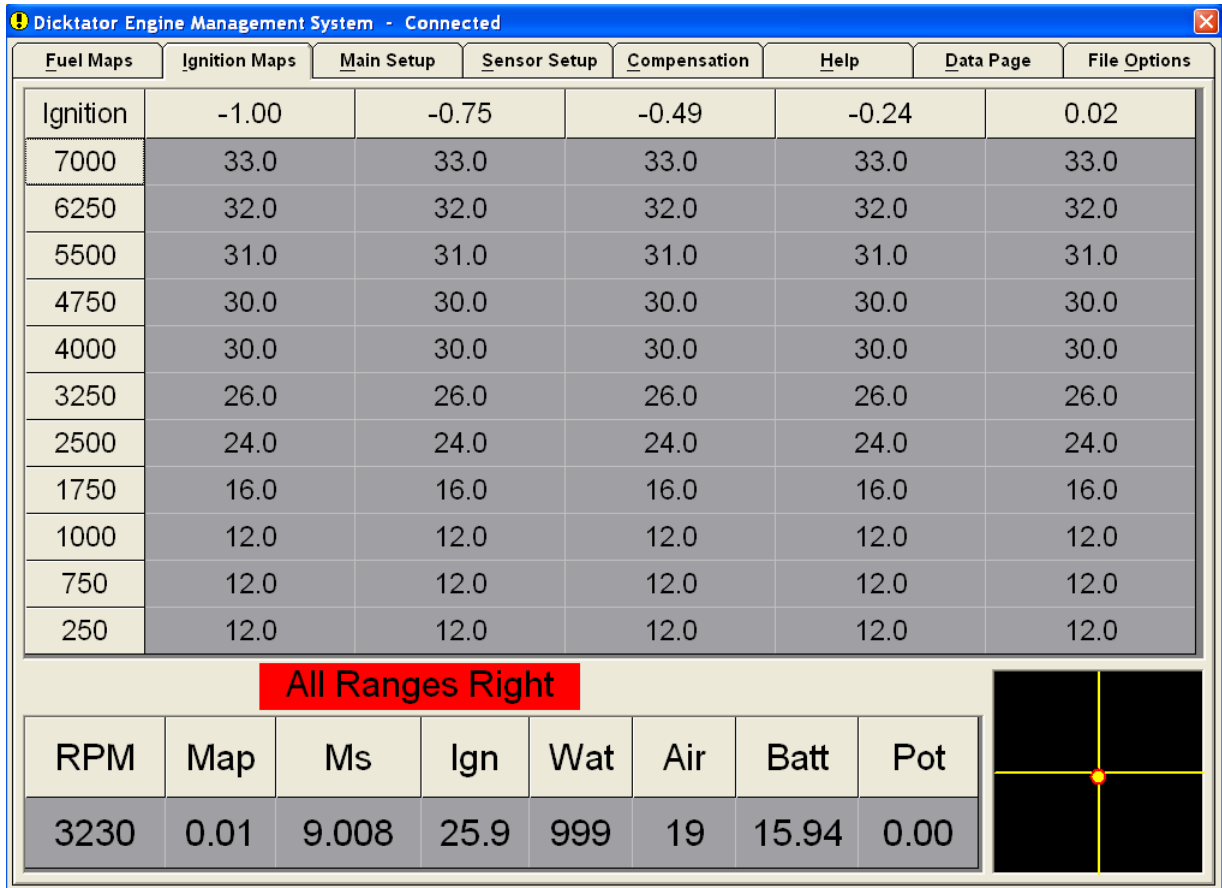 Dicktator Engine Management System - Connected
Fuel Maps Ignition Maps Main Setup Sensor Setup Compensation Help Data Page File Options
Ignition -1.00 -0.75 -0.49 -0.24 0.02
7000 33.0 33.0 33.0 33.0 33.0
6250 32.0 32.0 32.0 32.0 32.0
5500 31.0 31.0 31.0 31.0 31.0
4750 30.0 30.0 30.0 30.0 30.0
4000 30.0 30.0 30.0 30.0 30.0
3250 26.0 26.0 26.0 26.0 26.0
2500 24.0 24.0 24.0 24.0 24.0
1750 16.0 16.0 16.0 16.0 16.0
1000 12.0 12.0 12.0 12.0 12.0
750 12.0 12.0 12.0 12.0 12.0
250 12.0 12.0 12.0 12.0 12.0
All Ranges Right
RPM Map Ms Ign Wat Air Batt Pot
3230 0.01 9.008 25.9 999 19 15.94 0.00